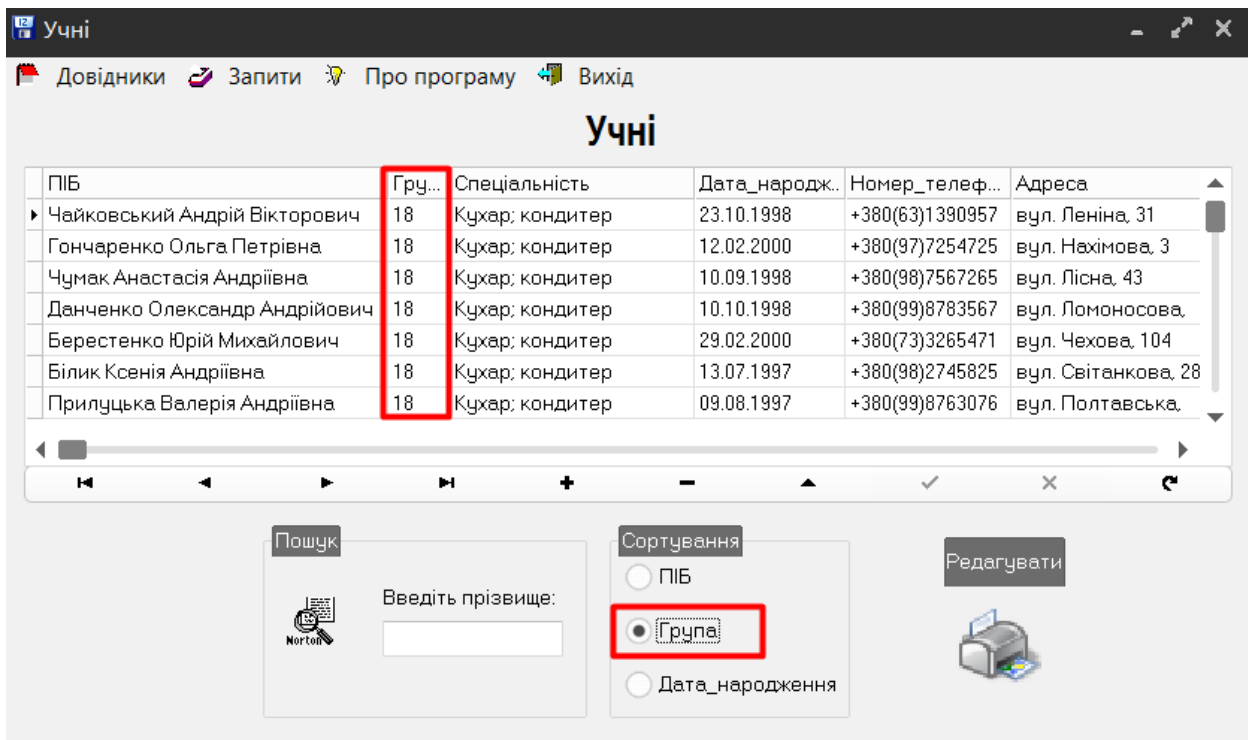 Учні
Довідники Запити Про програму Вихід
Учні
ПІБ Гру... Спеціальність Дата_народж.. Номер_телеф... Адреса
Чайковський Андрій Вікторович 18 Кухар; кондитер 23.10.1998 +380(63)1390957 вул. Леніна, 31
Гончаренко Ольга Петрівна 18 Кухар; кондитер 12.02.2000 +380(97)7254725 вул. Нахімова, 3
Чумак Анастасія Андріївна 18 Кухар; кондитер 10.09.1998 +380(98)7567265 вул. Лісна, 43
Данченко Олександр Андрійович 18 Кухар; кондитер 10.10.1998 +380(99)8783567 вул. Ломоносова,
Берестенко Юрій Михайлович 18 Кухар; кондитер 29.02.2000 +380(73)3265471 вул. Чехова, 104
Білик Ксенія Андріївна 18 Кухар; кондитер 13.07.1997 +380(98)2745825 вул. Світанкова, 28
Прилуцька Валерія Андріївна 18 Кухар; кондитер 09.08.1997 +380(99)8763076 вул. Полтавська,
Пошук
Введіть прізвище:
Norton
Сортування
ПІБ
Група
Дата_народження
Редагувати